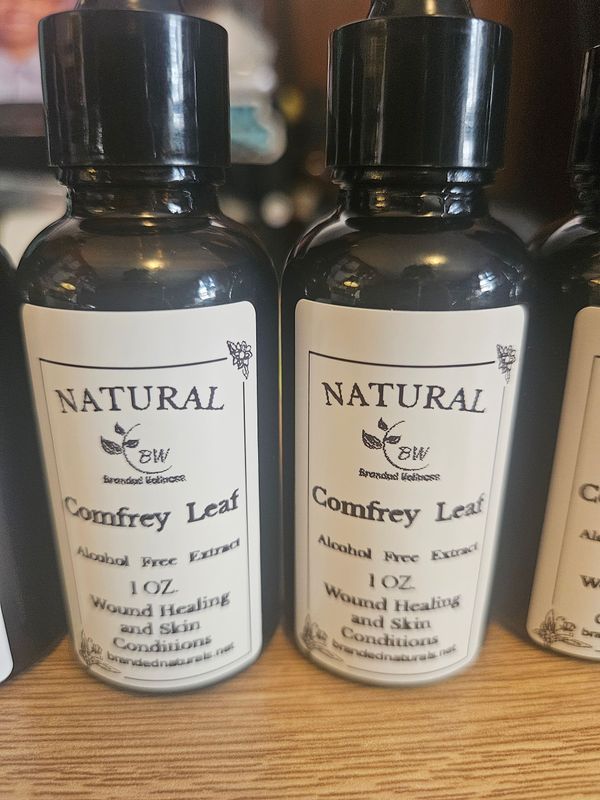 NATURAL
BW
Branded Wellness
Comfrey Leaf
Alcohol Free Extract
1 OZ.
Wound Healing
and Skin
Conditions
brandednaturals.net
NATURAL
BW
Branded Wellness
Comfrey Leaf
Alcohol Free Extract
1 OZ.
Wound Healing
and Skin
Conditions
brandednaturals.net